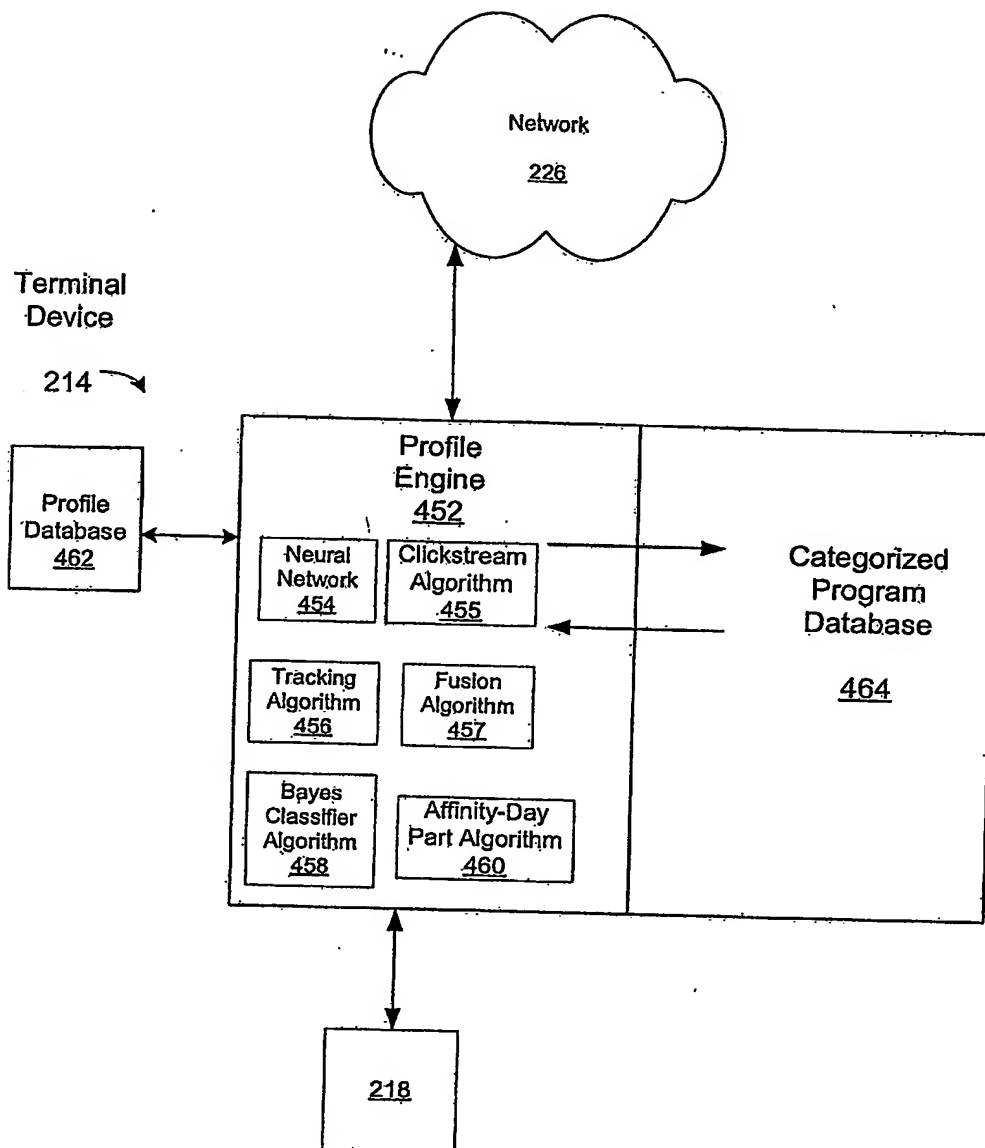 Network
226
Terminal
Device
214
Profile
Engine
452
Profile
Database
462
Neural
Network
454
Clickstream
Algorithm
455
Categorized
Program
Database
464
Tracking
Algorithm
456
Fusion
Algorithm
457
Bayes
Classifier
Algorithm
458
Affinity-Day
Part Algorithm
460
218